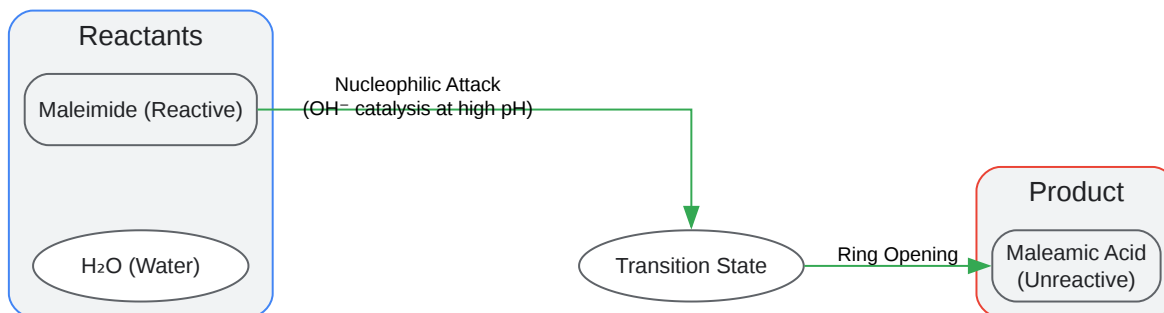 Reactants
Maleimide (Reactive)
Nucleophilic Attack
(OH⁻ catalysis at high pH)
H₂O (Water)
Transition State
Ring Opening
Product
Maleamic Acid
(Unreactive)